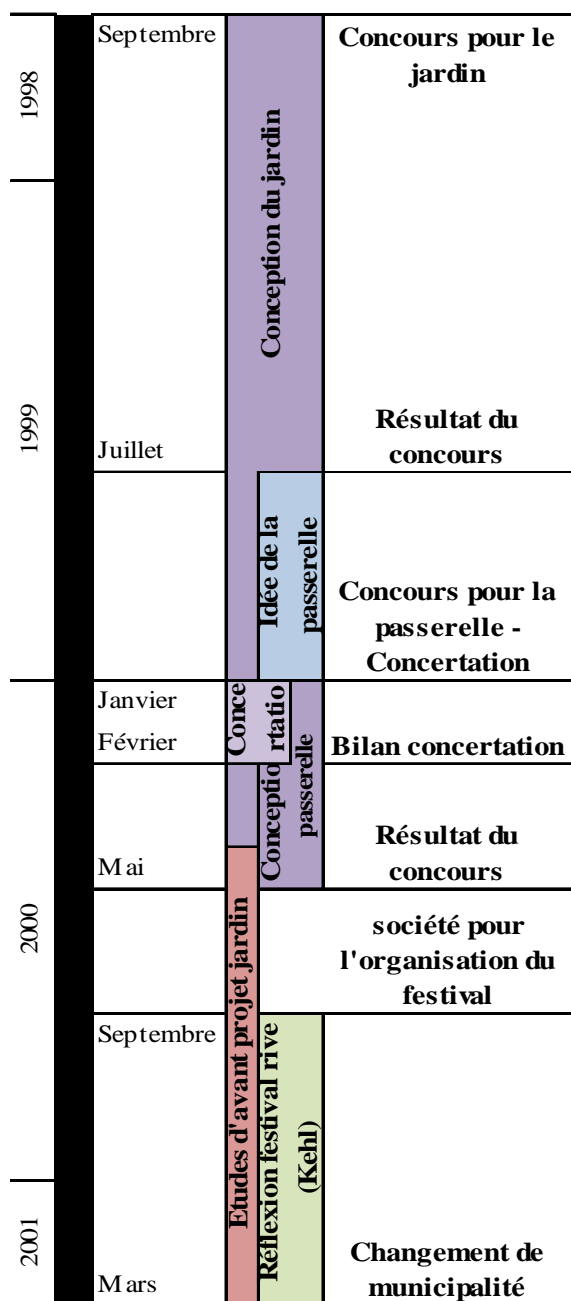 Septembre
Concours pour le
jardin
1998
Conception du jardin
1999
Juillet
Résultat du
concours
Idée de la
passerelle
Concours pour la
passerelle -
Concertation
Janvier
Février
Conce
rtatio
Bilan concertation
Conceptio
passerelle
Mai
Résultat du
concours
2000
société pour
l'organisation du
festival
Etudes d'avant projet jardin
Septembre
Réflexion festival rive
(Kehl)
2001
Mars
Changement de
municipalité